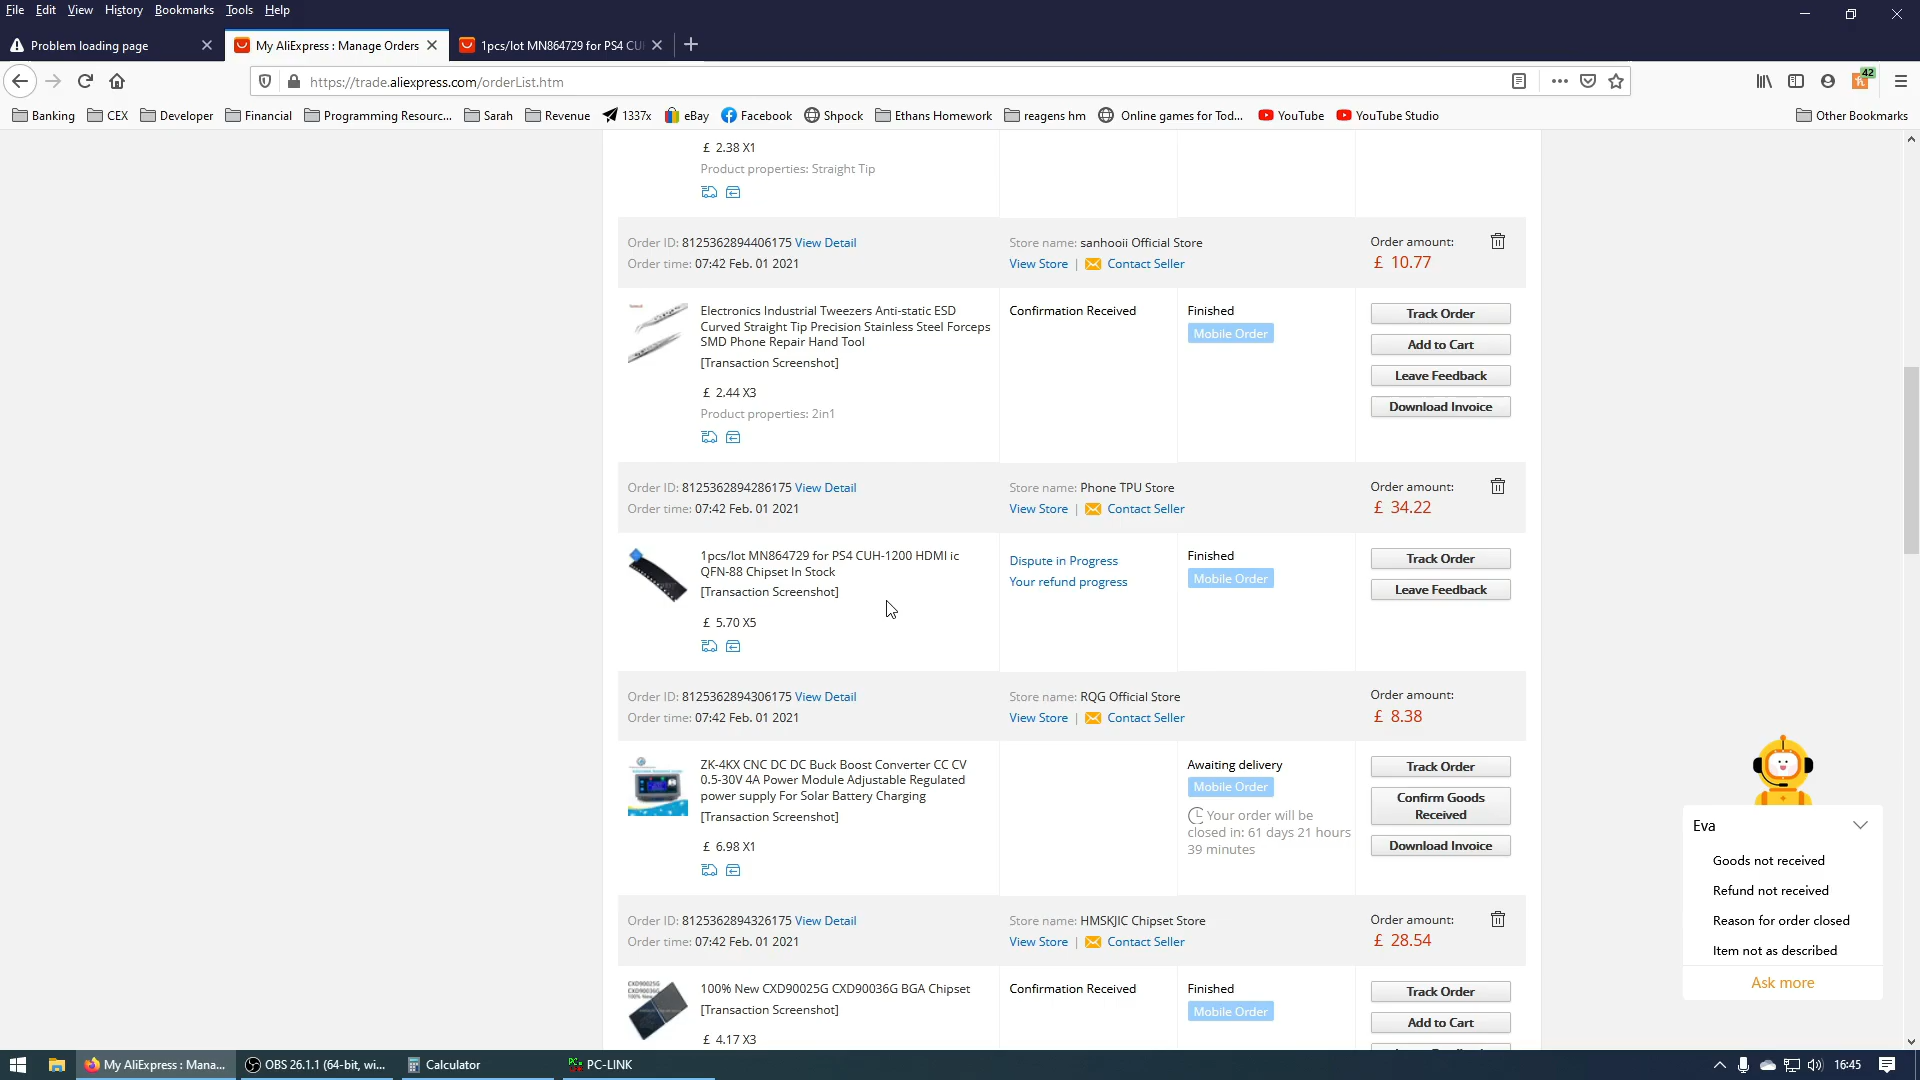 File Edit View History Bookmarks Tools Help
Problem loading page
My AliExpress : Manage Orders
1pcs/lot MN864729 for PS4 CU
https://trade.aliexpress.com/orderList.htm
42
Banking CEX Developer Financial Programming Resourc... Sarah Revenue 1337x eBay Facebook Shpock Ethans Homework reagens hm Online games for Tod... YouTube YouTube Studio Other Bookmarks
£ 2.38 X1
Product properties: Straight Tip
Order ID: 8125362894406175 View Detail
Order time: 07:42 Feb. 01 2021
Store name: sanhooii Official Store
View Store | Contact Seller
Order amount:
£ 10.77
Electronics Industrial Tweezers Anti-static ESD
Curved Straight Tip Precision Stainless Steel Forceps
SMD Phone Repair Hand Tool
[Transaction Screenshot]
£ 2.44 X3
Product properties: 2in1
Confirmation Received
Finished
Mobile Order
Track Order
Add to Cart
Leave Feedback
Download Invoice
Order ID: 8125362894286175 View Detail
Order time: 07:42 Feb. 01 2021
Store name: Phone TPU Store
View Store | Contact Seller
Order amount:
£ 34.22
1pcs/lot MN864729 for PS4 CUH-1200 HDMI ic
QFN-88 Chipset In Stock
[Transaction Screenshot]
£ 5.70 X5
Dispute in Progress
Your refund progress
Finished
Mobile Order
Track Order
Leave Feedback
Order ID: 8125362894306175 View Detail
Order time: 07:42 Feb. 01 2021
Store name: RQG Official Store
View Store | Contact Seller
Order amount:
£ 8.38
ZK-4KX CNC DC DC Buck Boost Converter CC CV
0.5-30V 4A Power Module Adjustable Regulated
power supply For Solar Battery Charging
[Transaction Screenshot]
£ 6.98 X1
Awaiting delivery
Mobile Order
Your order will be
closed in: 61 days 21 hours
39 minutes
Track Order
Confirm Goods
Received
Download Invoice
Order ID: 8125362894326175 View Detail
Order time: 07:42 Feb. 01 2021
Store name: HMSKJIC Chipset Store
View Store | Contact Seller
Order amount:
£ 28.54
CXD90025G
CXD90036G
100% New
100% New CXD90025G CXD90036G BGA Chipset
[Transaction Screenshot]
£ 4.17 X3
Confirmation Received
Finished
Mobile Order
Track Order
Add to Cart
Eva
Goods not received
Refund not received
Reason for order closed
Item not as described
Ask more
My AliExpress : Mana...
OBS 26.1.1 (64-bit, wi...
Calculator
PC-LINK
16:45